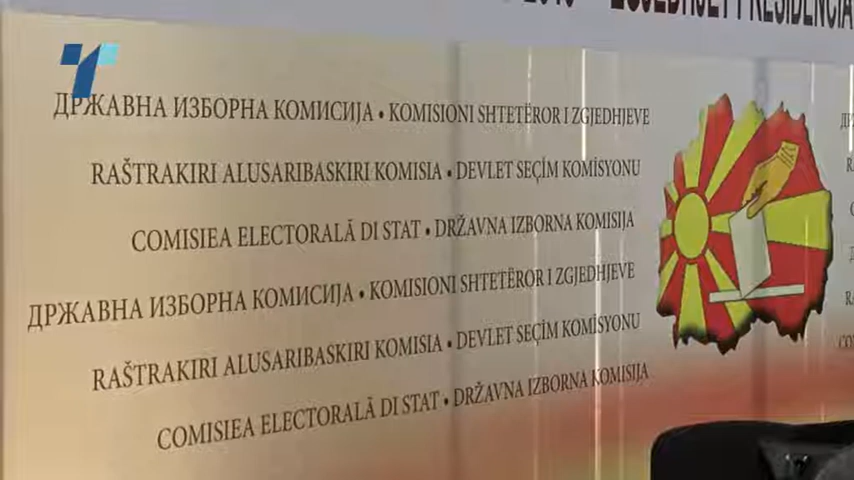 ДРЖАВНА ИЗБОРНА КОМИСИЈА • KOMISIONI SHTETËROR I ZGJEDHJEVE
RAŠTRAKIRI ALUSARIBASKIRI KOMISIA • DEVLET SEÇİM KOMİSYONU
COMISIEA ELECTORALĂ DI STAT • DRŽAVNA IZBORNA KOMISIJA
ДРЖАВНА ИЗБОРНА КОМИСИЈА • KOMISIONI SHTETËROR I ZGJEDHJEVE
RAŠTRAKIRI ALUSARIBASKIRI KOMISIA • DEVLET SEÇİM KOMİSYONU
COMISIEA ELECTORALĂ DI STAT • DRŽAVNA IZBORNA KOMISIJA